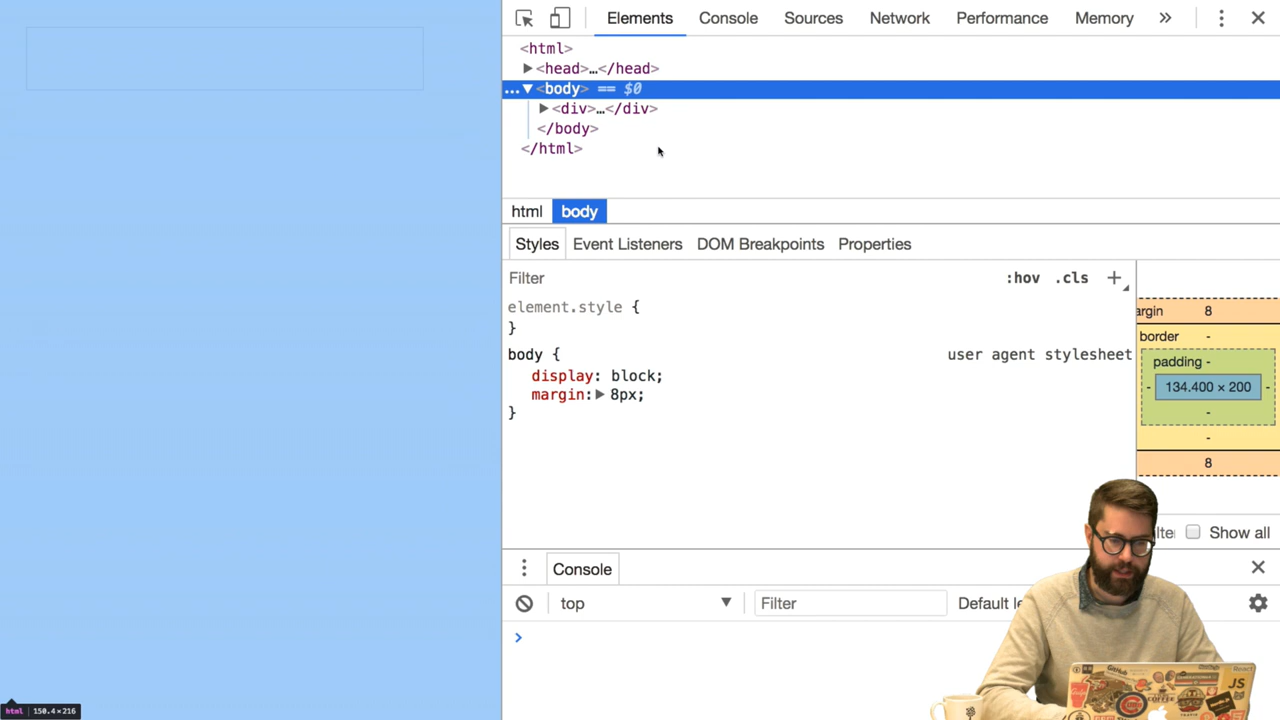 Elements Console Sources Network Performance Memory »
<html>
▶<head>…</head>
…▼<body> == $0
▶<div>…</div>
</body>
</html>
html body
Styles Event Listeners DOM Breakpoints Properties
Filter :hov .cls +
element.style {
}
body { user agent stylesheet
display: block;
margin:▶ 8px;
}
argin 8
border -
padding -
- 134.400 × 200 -
-
-
8
Show all
Console
top ▼ Filter Default le
>
GitHub
JS
html 150.4×216